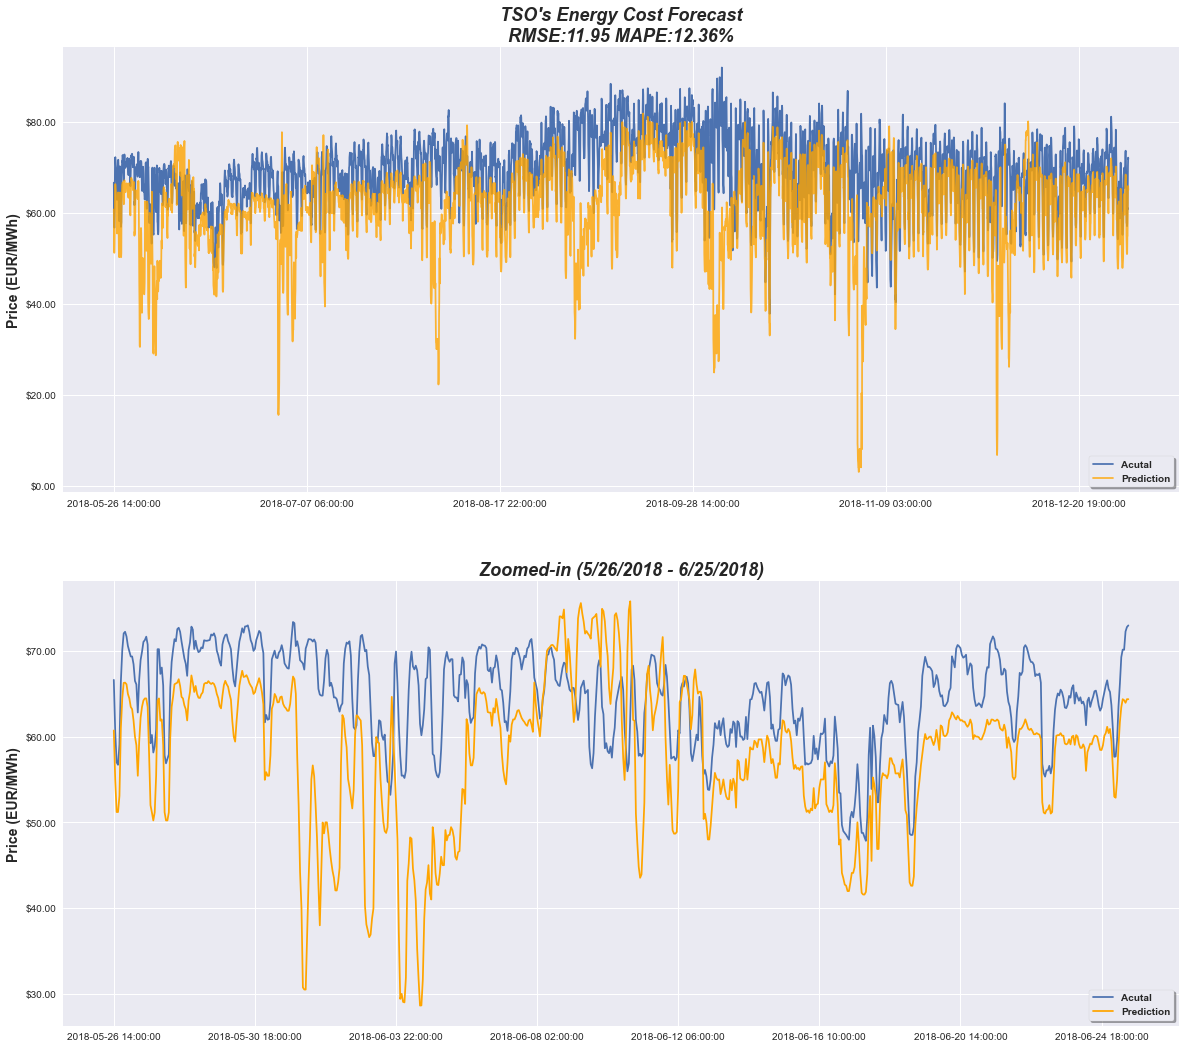 TSO's Energy Cost Forecast
RMSE:11.95 MAPE:12.36%
Price (EUR/MWh)
$80.00
$60.00
$40.00
$20.00
$0.00
Acutal
Prediction
2018-05-26 14:00:00
2018-07-07 06:00:00
2018-08-17 22:00:00
2018-09-28 14:00:00
2018-11-09 03:00:00
2018-12-20 19:00:00
Zoomed-in (5/26/2018 - 6/25/2018)
Price (EUR/MWh)
$70.00
$60.00
$50.00
$40.00
$30.00
Acutal
Prediction
2018-05-26 14:00:00
2018-05-30 18:00:00
2018-06-03 22:00:00
2018-06-08 02:00:00
2018-06-12 06:00:00
2018-06-16 10:00:00
2018-06-20 14:00:00
2018-06-24 18:00:00